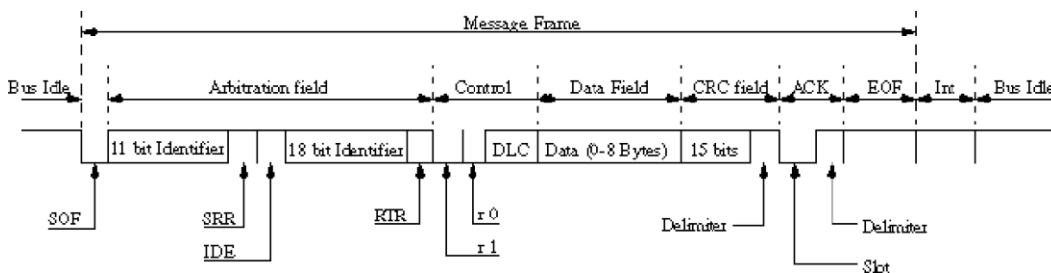 Message Frame
Bus Idle Arbitration field Control Data Field CRC field ACK EOF Int Bus Idle
11 bit Identifier 18 bit Identifier DLC Data (0-8 Bytes) 15 bits
SOF SRR RTR r 0 Delimiter Delimiter
IDE r 1
Slot